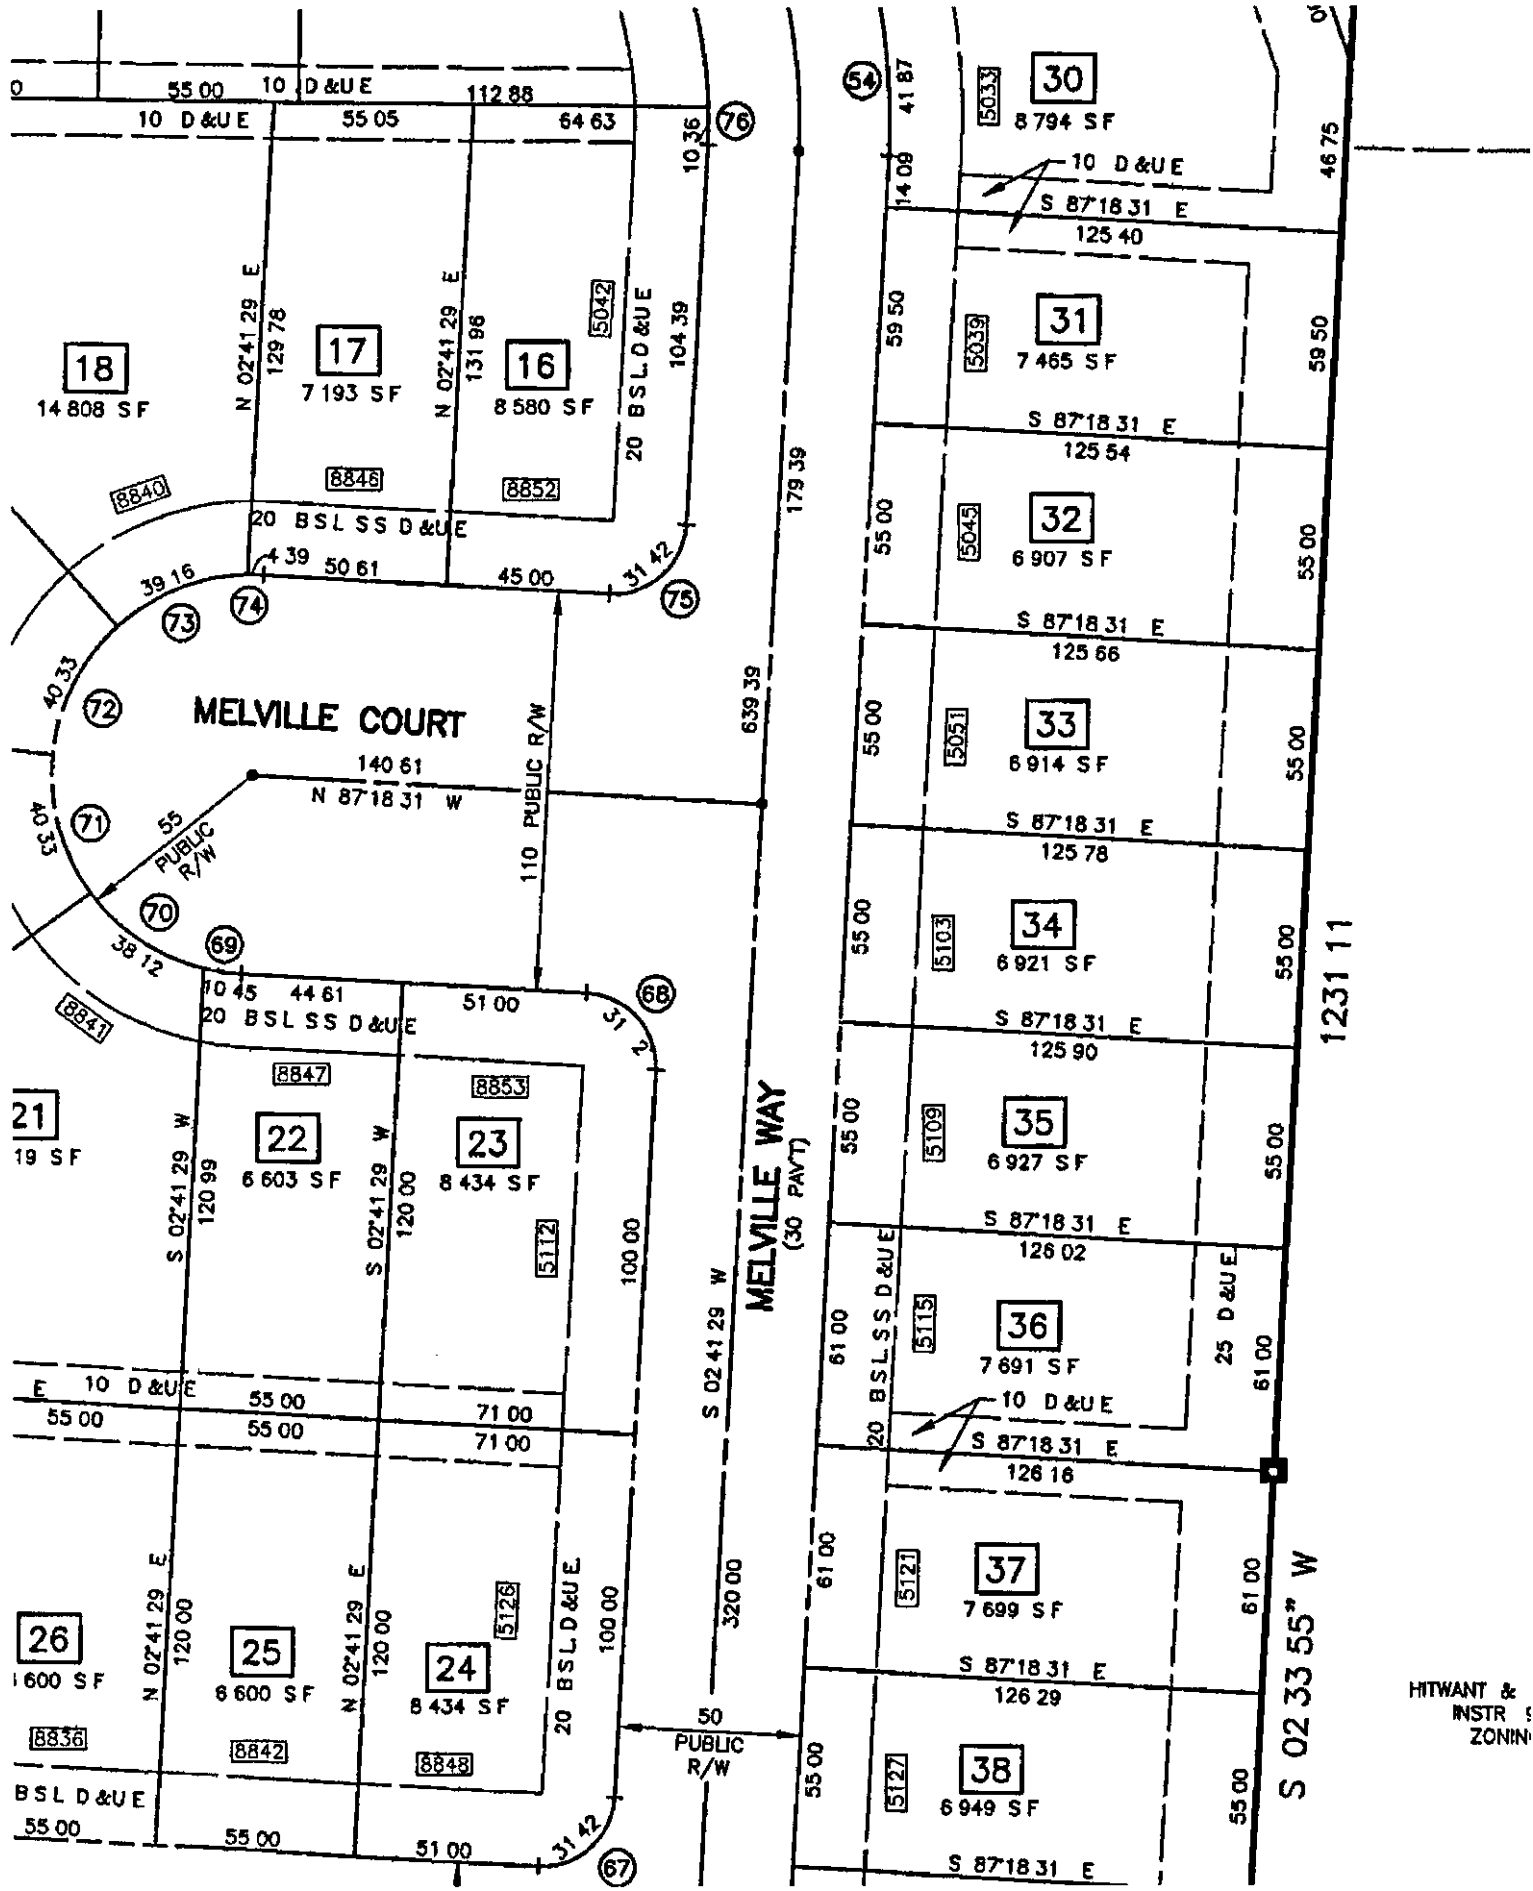 55 00
10 D &U E
112 88
10 D &U E
55 05
64 63
76
10 36
54
41 87
14 09
5033
30
8 794 S F
46 75
10 D &U E
S 87°18 31 E
125 40
18
14 808 S F
N 02°41 29 E
129 78
17
7 193 S F
N 02°41 29 E
131 96
16
8 580 S F
5042
20 B S L D &U E
104 39
59 50
5039
31
7 465 S F
59 50
S 87°18 31 E
125 54
179 39
8840
8846
8852
20 B S L S S D &U E
4 39
50 61
45 00
31 42
75
39 16
73
74
55 00
5045
32
6 907 S F
55 00
S 87°18 31 E
125 66
40 33
72
MELVILLE COURT
140 61
N 87°18 31 W
110 PUBLIC R/W
639 39
55 00
5051
33
6 914 S F
55 00
S 87°18 31 E
125 78
40 33
71
55
PUBLIC
R/W
70
38 12
69
10 45
44 61
51 00
68
31
2
20 B S L S S D &U E
55 00
5103
34
6 921 S F
55 00
1231 11
S 87°18 31 E
125 90
8841
8847
8853
21
19 S F
S 02°41 29 W
120 99
22
6 603 S F
S 02°41 29 W
120 00
23
8 434 S F
5112
100 00
MELVILLE WAY
(30 PAV'T)
S 02 41 29 W
55 00
5109
35
6 927 S F
55 00
S 87°18 31 E
126 02
61 00
20 B S L S S D &U E
5115
36
7 691 S F
25 D &U E
61 00
10 D &U E
S 87°18 31 E
126 16
E
10 D &U E
55 00
71 00
55 00
55 00
71 00
26
600 S F
N 02°41 29 E
120 00
25
6 600 S F
N 02°41 29 E
120 00
24
8 434 S F
5126
20 B S L D &U E
100 00
320 00
61 00
5121
37
7 699 S F
61 00
S 87°18 31 E
126 29
S 02 33 55" W
HITWANT &
INSTR
8836
8842
8848
50
PUBLIC
R/W
B S L D &U E
55 00
55 00
51 00
31 42
67
55 00
5127
38
6 949 S F
55 00
S 87°18 31 E